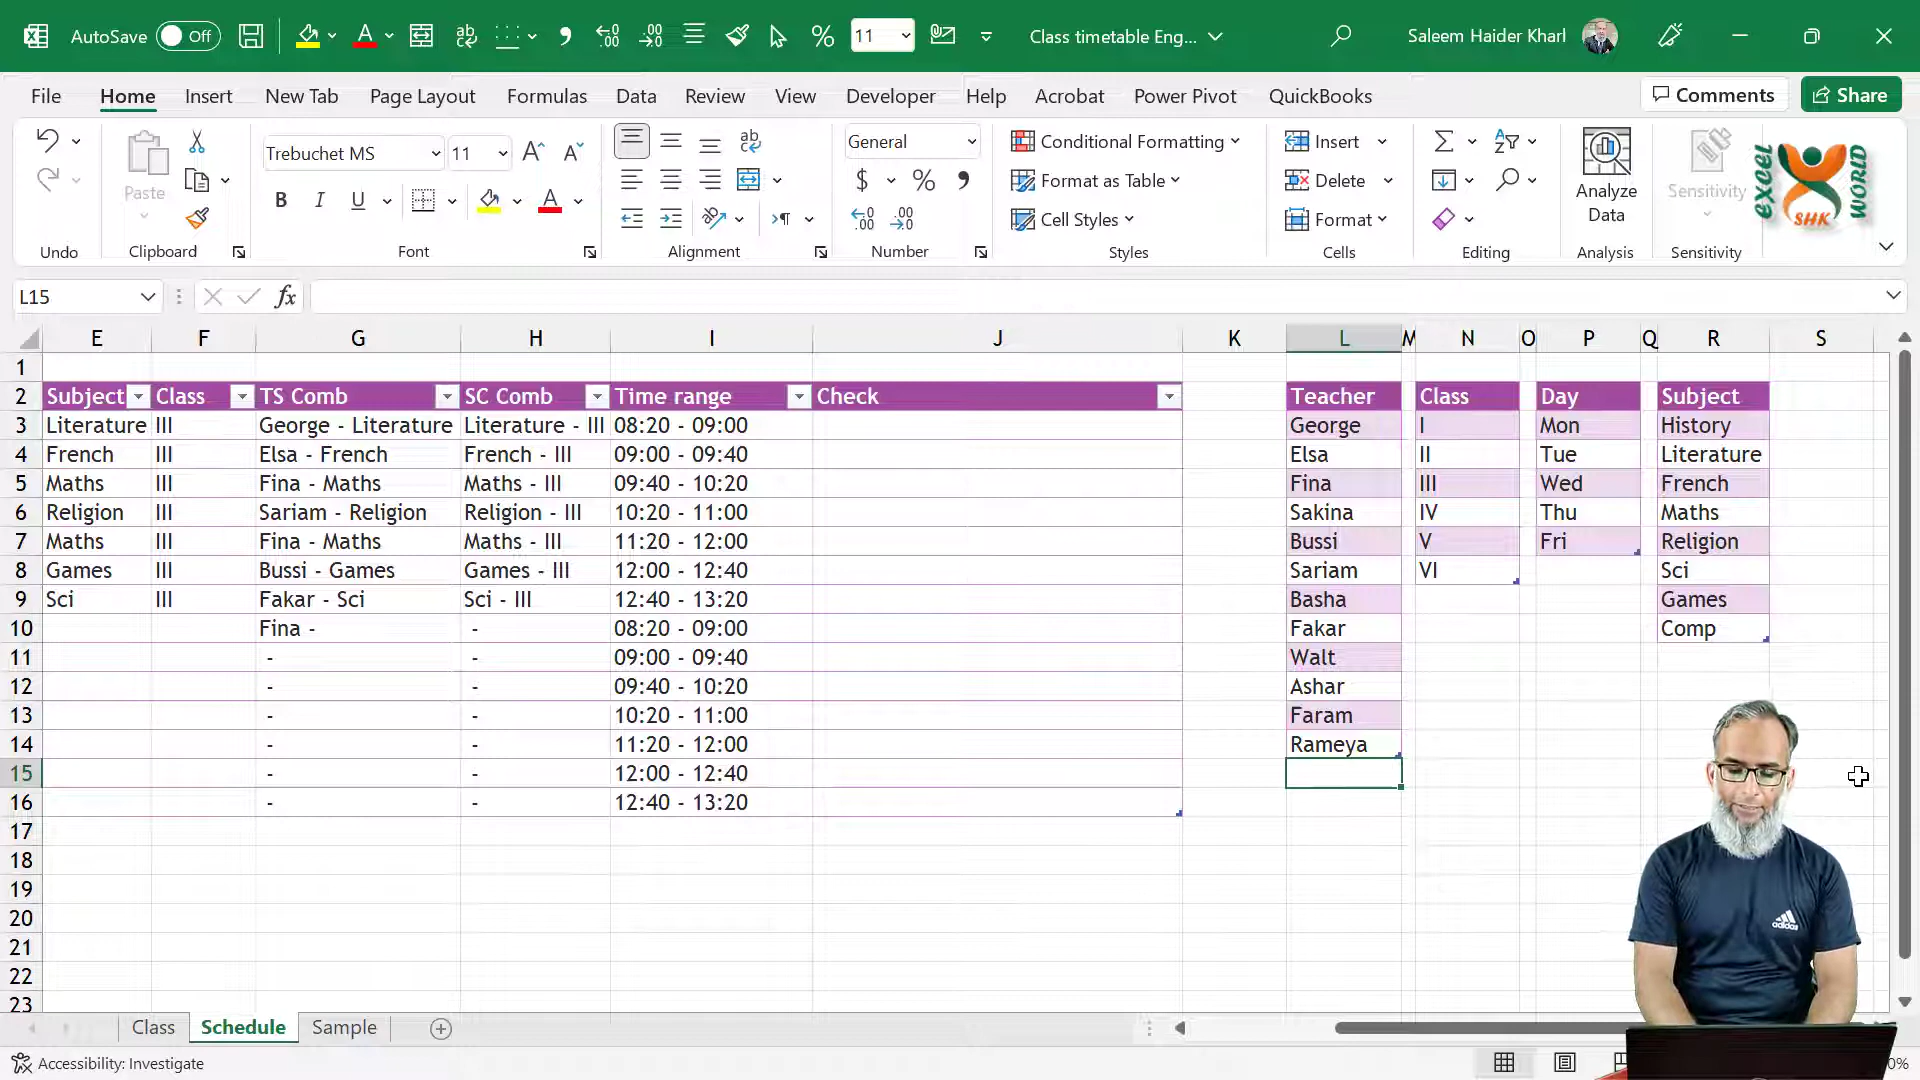 AutoSave Off 11 Class timetable Eng... Saleem Haider Kharl
File Home Insert New Tab Page Layout Formulas Data Review View Developer Help Acrobat Power Pivot QuickBooks Comments Share
Trebuchet MS 11 General Conditional Formatting Insert
Paste Format as Table Delete Analyze Data Sensitivity
Cell Styles Format
Undo Clipboard Font Alignment Number Styles Cells Editing Analysis Sensitivity
excel SHK WORLD
L15
E F G H I J K L M N O P Q R S
1
2 Subject Class TS Comb SC Comb Time range Check Teacher Class Day Subject
3 Literature III George - Literature Literature - III 08:20 - 09:00 George I Mon History
4 French III Elsa - French French - III 09:00 - 09:40 Elsa II Tue Literature
5 Maths III Fina - Maths Maths - III 09:40 - 10:20 Fina III Wed French
6 Religion III Sariam - Religion Religion - III 10:20 - 11:00 Sakina IV Thu Maths
7 Maths III Fina - Maths Maths - III 11:20 - 12:00 Bussi V Fri Religion
8 Games III Bussi - Games Games - III 12:00 - 12:40 Sariam VI Sci
9 Sci III Fakar - Sci Sci - III 12:40 - 13:20 Basha Games
10 Fina - - 08:20 - 09:00 Fakar Comp
11 - - 09:00 - 09:40 Walt
12 - - 09:40 - 10:20 Ashar
13 - - 10:20 - 11:00 Faram
14 - - 11:20 - 12:00 Rameya
15 - - 12:00 - 12:40
16 - - 12:40 - 13:20
17
18
19
20
21
22
23
adidas
Class Schedule Sample
Accessibility: Investigate